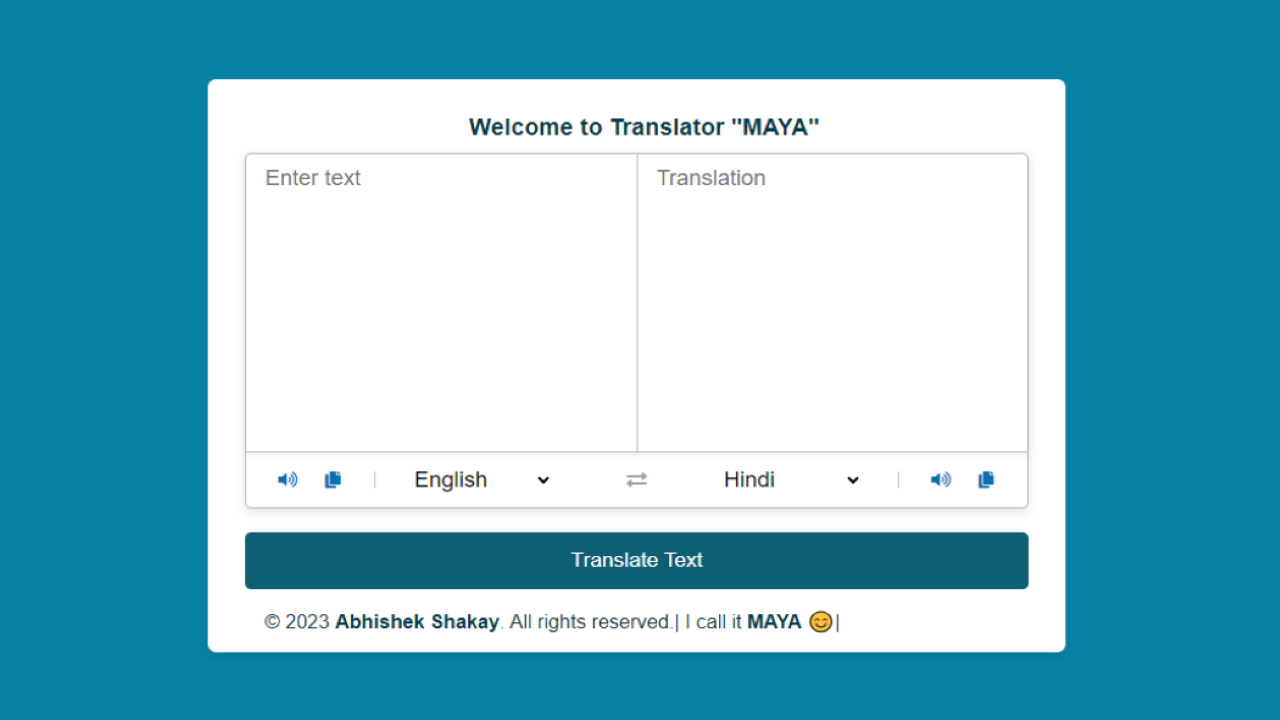 Welcome to Translator "MAYA"
Enter text
Translation
English
Hindi
Translate Text
© 2023 Abhishek Shakay. All rights reserved.| I call it MAYA 😊|